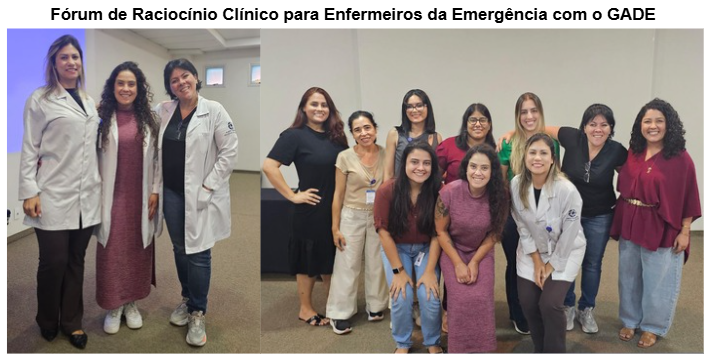 Fórum de Raciocínio Clínico para Enfermeiros da Emergência com o GADE